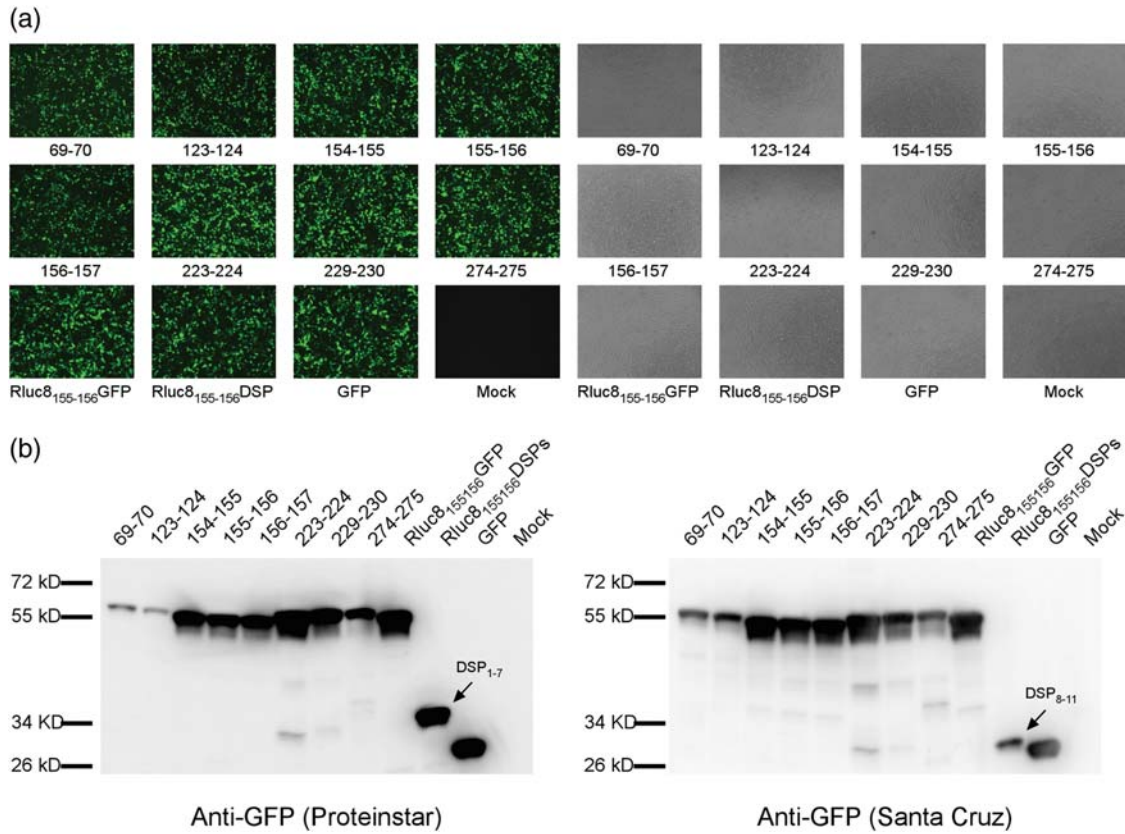 (a)
69-70 123-124 154-155 155-156 69-70 123-124 154-155 155-156
156-157 223-224 229-230 274-275 156-157 223-224 229-230 274-275
Rluc8155-156GFP Rluc8155-156DSP GFP Mock Rluc8155-156GFP Rluc8155-156DSP GFP Mock
(b)
69-70 123-124 154-155 155-156 156-157 223-224 229-230 274-275 Rluc8155156GFP Rluc8155156DSPs GFP Mock
72 kD
55 kD
DSP1-7
34 kD
26 kD
Anti-GFP (Proteinstar)
69-70 123-124 154-155 155-156 156-157 223-224 229-230 274-275 Rluc8155156GFP Rluc8155156DSPs GFP Mock
72 kD
55 kD
DSP8-11
34 kD
26 kD
Anti-GFP (Santa Cruz)